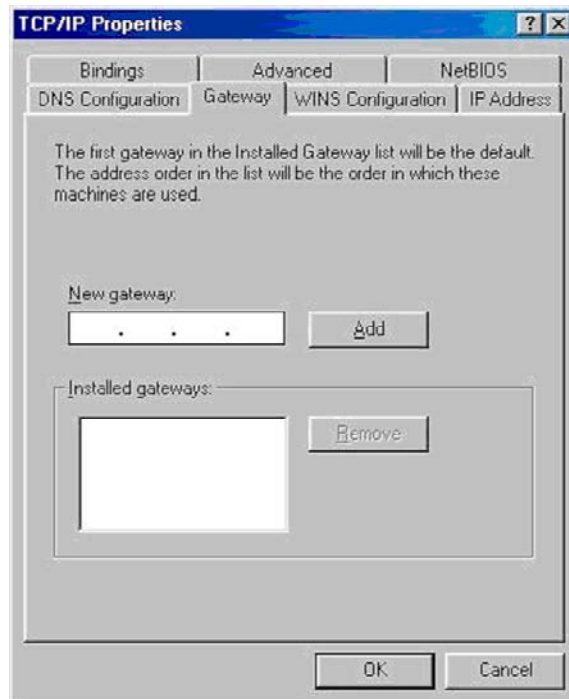 TCP/IP Properties
? ×
Bindings
Advanced
NetBIOS
DNS Configuration
Gateway
WINS Configuration
IP Address
The first gateway in the Installed Gateway list will be the default.
The address order in the list will be the order in which these
machines are used.
New gateway:
. . .
Add
Installed gateways:
Remove
OK
Cancel